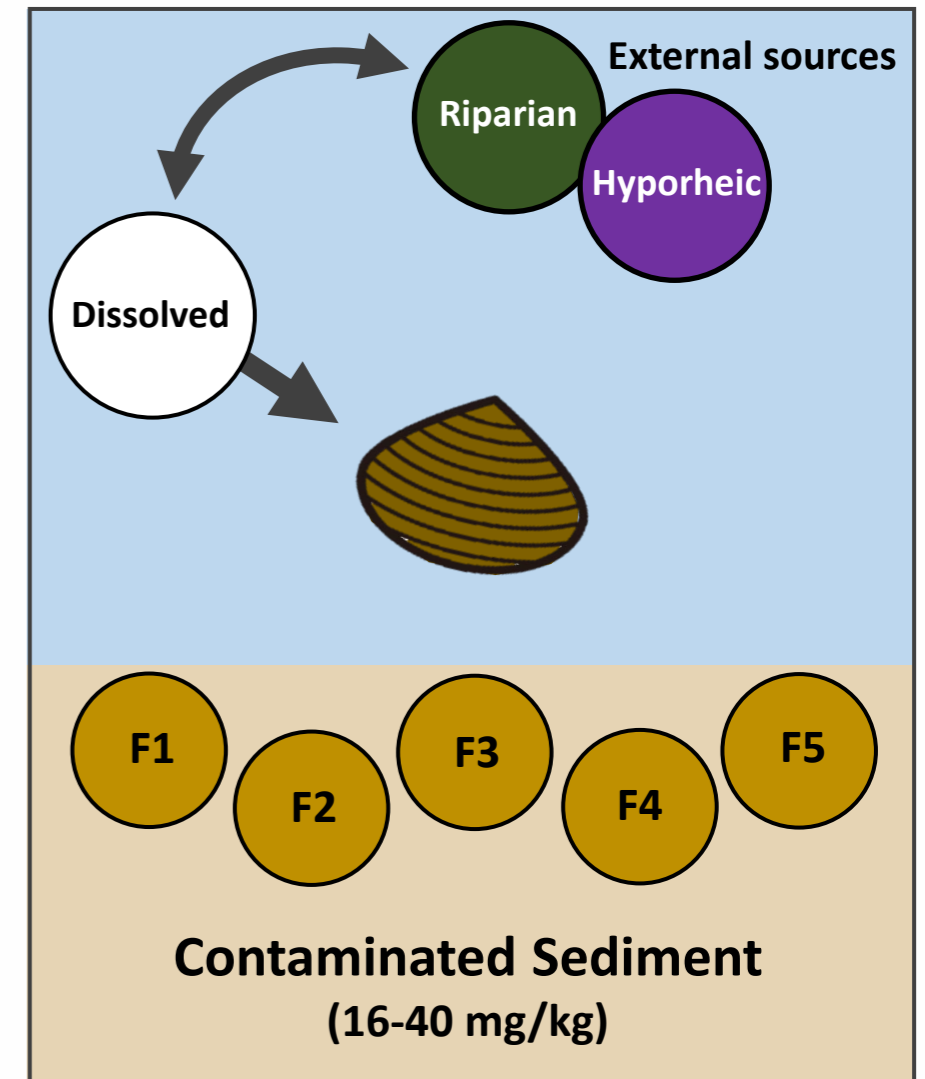 External sources
Riparian
Hyporheic
Dissolved
F1
F2
F3
F4
F5
Contaminated Sediment
(16-40 mg/kg)